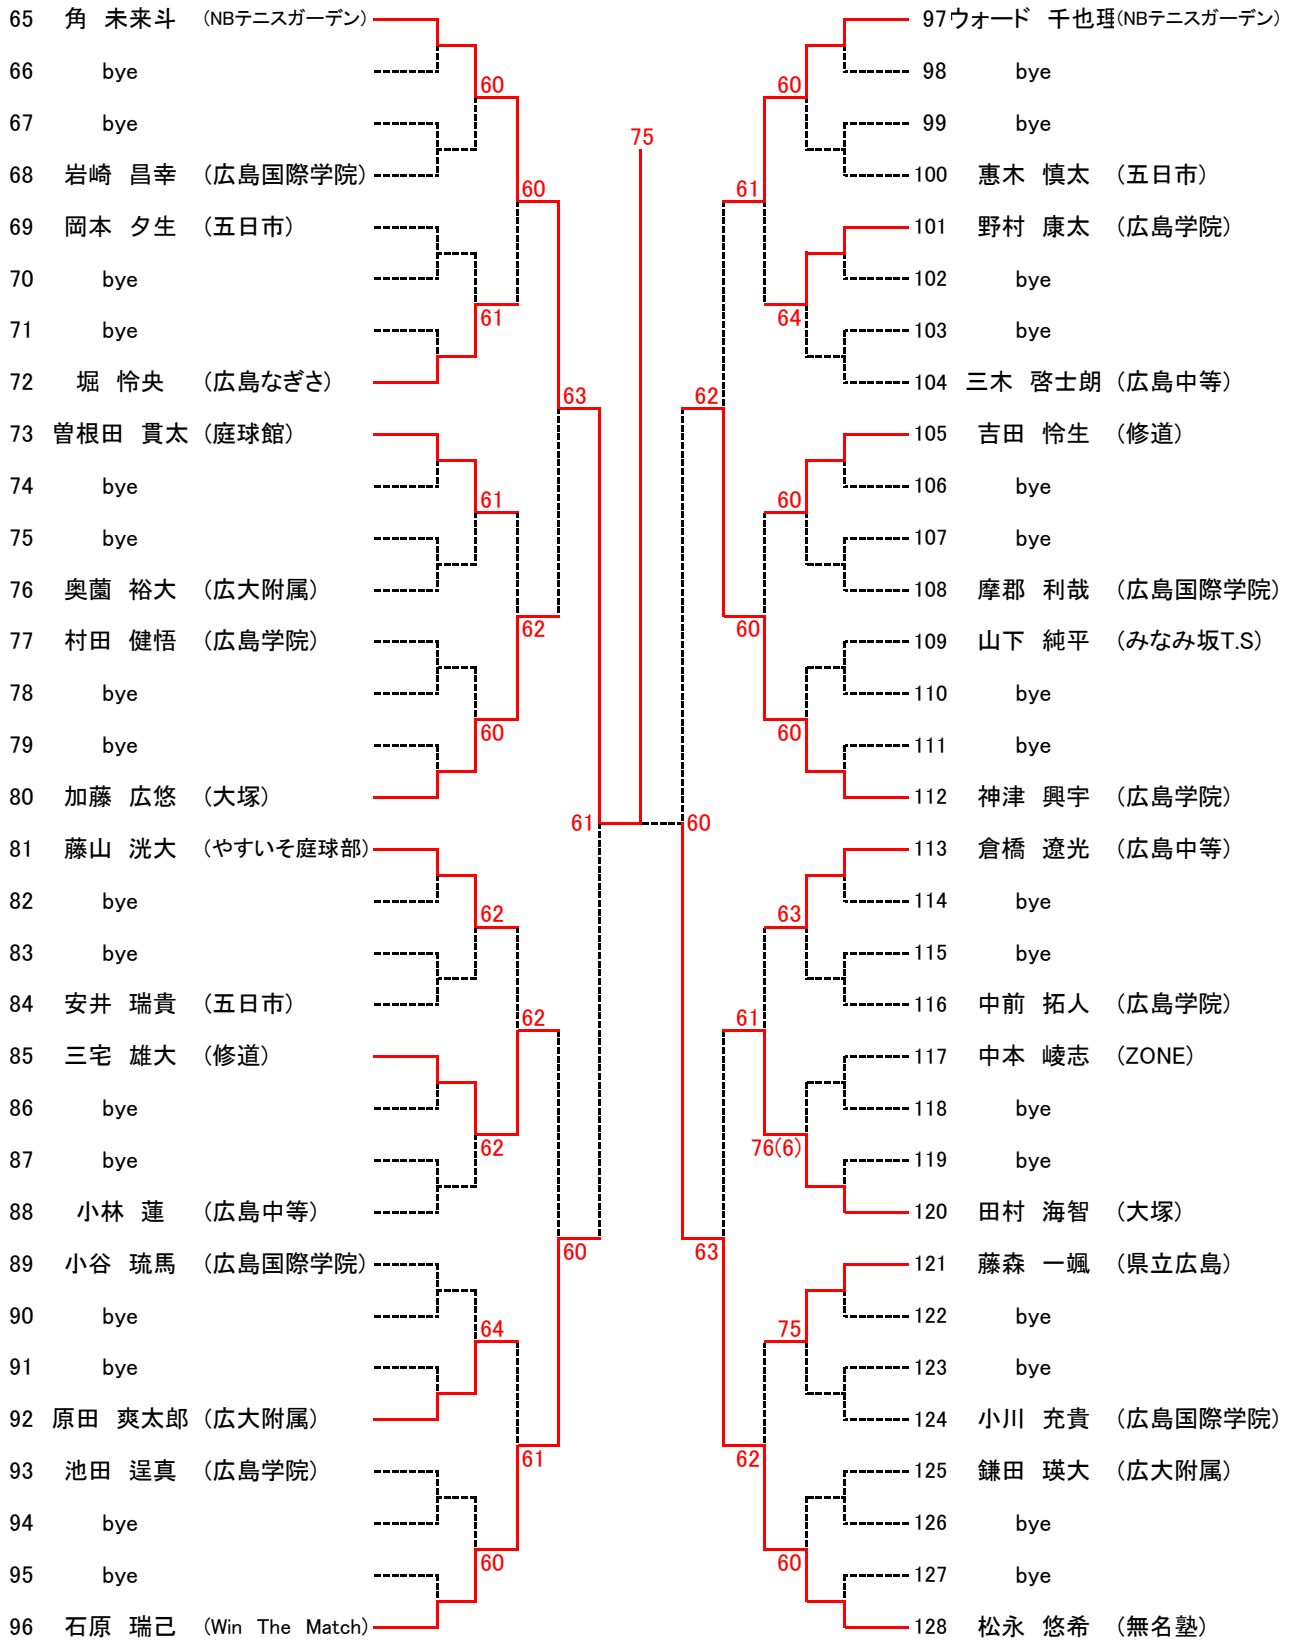 65 角 未来斗 (NBテニスガーデン)
66 bye
67 bye
68 岩崎 昌幸 (広島国際学院)
69 岡本 夕生 (五日市)
70 bye
71 bye
72 堀 怜央 (広島なぎさ)
73 曽根田 貫太 (庭球館)
74 bye
75 bye
76 奥薗 裕大 (広大附属)
77 村田 健悟 (広島学院)
78 bye
79 bye
80 加藤 広悠 (大塚)
81 藤山 洸大 (やすいそ庭球部)
82 bye
83 bye
84 安井 瑞貴 (五日市)
85 三宅 雄大 (修道)
86 bye
87 bye
88 小林 蓮 (広島中等)
89 小谷 琉馬 (広島国際学院)
90 bye
91 bye
92 原田 爽太郎 (広大附属)
93 池田 逞真 (広島学院)
94 bye
95 bye
96 石原 瑞己 (Win The Match)
60
61
61
60
62
62
64
60
60
62
62
61
63
60
61
75
60
62
63
61
60
61
62
60
64
60
60
63
76(6)
75
60
97 ウォード 千也 (NBテニスガーデン)
98 bye
99 bye
100 恵木 慎太 (五日市)
101 野村 康太 (広島学院)
102 bye
103 bye
104 三木 啓士朗 (広島中等)
105 吉田 怜生 (修道)
106 bye
107 bye
108 摩郡 利哉 (広島国際学院)
109 山下 純平 (みなみ坂T.S)
110 bye
111 bye
112 神津 興宇 (広島学院)
113 倉橋 遼光 (広島中等)
114 bye
115 bye
116 中前 拓人 (広島学院)
117 中本 崚志 (ZONE)
118 bye
119 bye
120 田村 海智 (大塚)
121 藤森 一颯 (県立広島)
122 bye
123 bye
124 小川 充貴 (広島国際学院)
125 鎌田 瑛大 (広大附属)
126 bye
127 bye
128 松永 悠希 (無名塾)